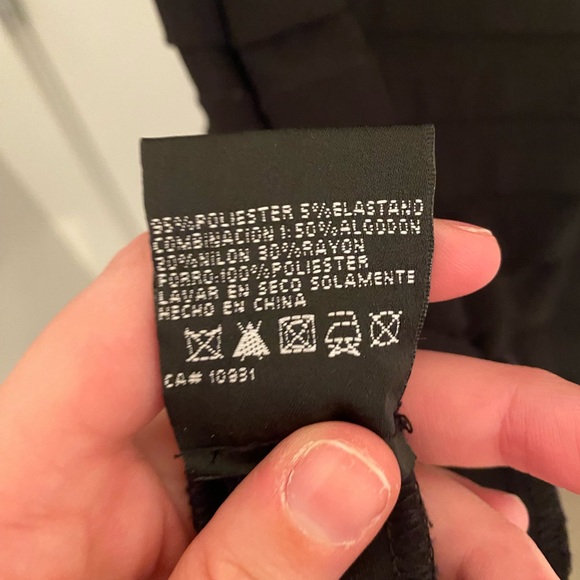 95%POLIESTER 5%ELASTANO
COMBINACION 1:50%ALGODON
20%NILON 30%RAYON
FORRO-100%POLIESTER
LAVAR EN SECO SOLAMENTE
HECHO EN CHINA
CA# 10931